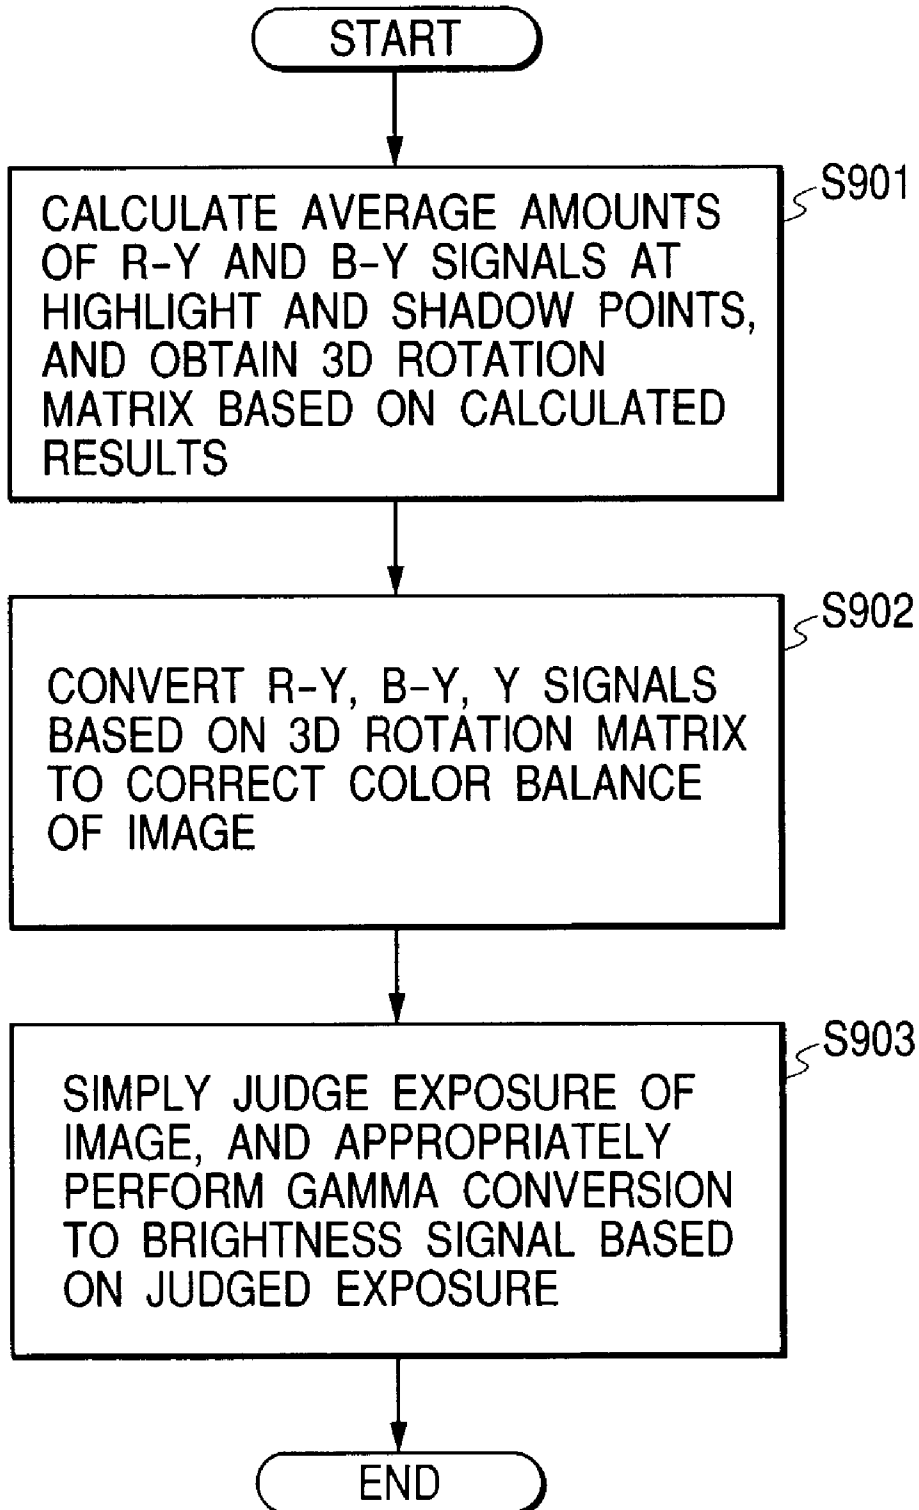 START
S901
CALCULATE AVERAGE AMOUNTS
OF R-Y AND B-Y SIGNALS AT
HIGHLIGHT AND SHADOW POINTS,
AND OBTAIN 3D ROTATION
MATRIX BASED ON CALCULATED
RESULTS
S902
CONVERT R-Y, B-Y, Y SIGNALS
BASED ON 3D ROTATION MATRIX
TO CORRECT COLOR BALANCE
OF IMAGE
S903
SIMPLY JUDGE EXPOSURE OF
IMAGE, AND APPROPRIATELY
PERFORM GAMMA CONVERSION
TO BRIGHTNESS SIGNAL BASED
ON JUDGED EXPOSURE
END